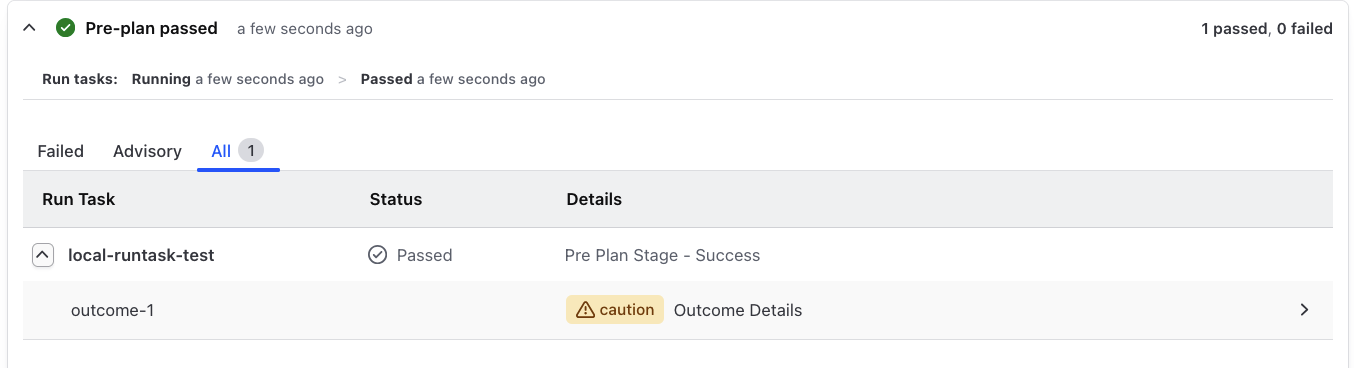 Pre-plan passed a few seconds ago 1 passed, 0 failed
Run tasks: Running a few seconds ago > Passed a few seconds ago
Failed Advisory All 1
Run Task Status Details
local-runtask-test Passed Pre Plan Stage - Success
outcome-1 caution Outcome Details